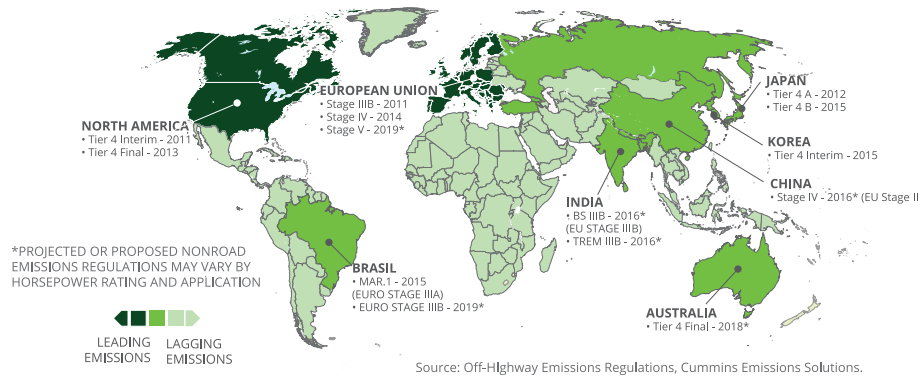 EUROPEAN UNION
• Stage IIIB - 2011
• Stage IV - 2014
• Stage V - 2019*
NORTH AMERICA
• Tier 4 Interim - 2011
• Tier 4 Final - 2013
JAPAN
• Tier 4 A - 2012
• Tier 4 B - 2015
KOREA
• Tier 4 Interim - 2015
CHINA
• Stage IV - 2016* (EU Stage II
INDIA
• BS IIIB - 2016*
(EU STAGE IIIB)
• TREM IIIB - 2016*
BRASIL
• MAR.1 - 2015
(EURO STAGE IIIA)
• EURO STAGE IIIB - 2019*
AUSTRALIA
• Tier 4 Final - 2018*
*PROJECTED OR PROPOSED NONROAD
EMISSIONS REGULATIONS MAY VARY BY
HORSEPOWER RATING AND APPLICATION
LEADING EMISSIONS
LAGGING EMISSIONS
Source: Off-HIghway Emissions Regulations, Cummins Emissions Solutions.